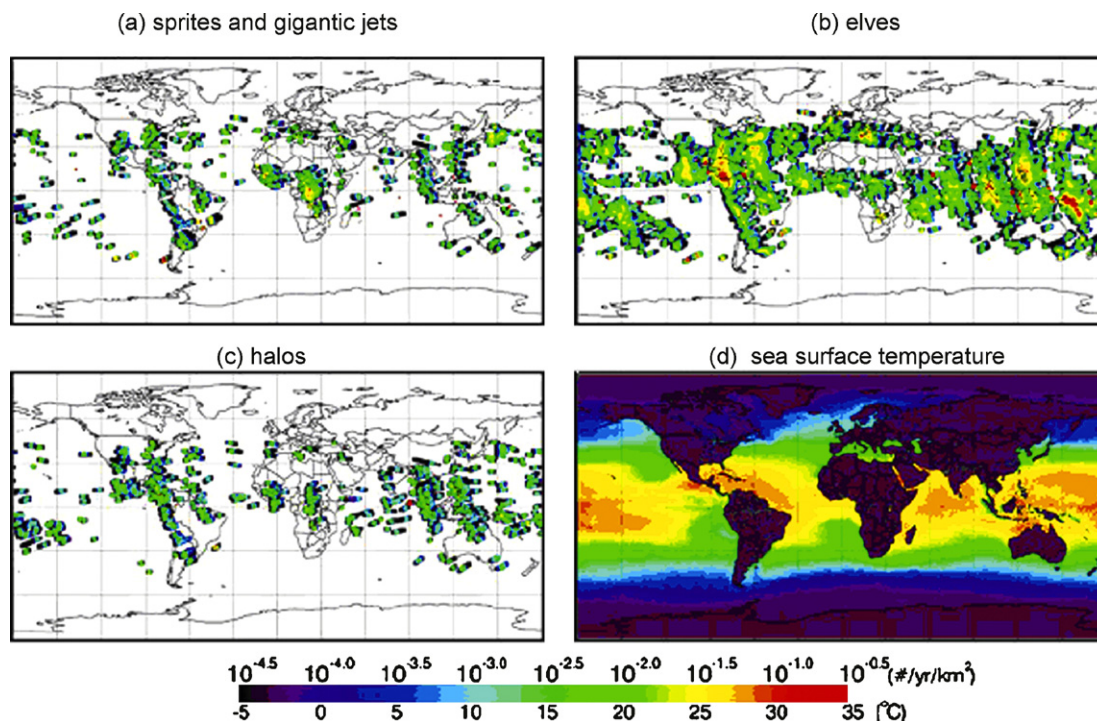 (a) sprites and gigantic jets
(b) elves
(c) halos
(d) sea surface temperature
10^-4.5 10^-4.0 10^-3.5 10^-3.0 10^-2.5 10^-2.0 10^-1.5 10^-1.0 10^-0.5 (#/yr/km²)
-5 0 5 10 15 20 25 30 35 [°C]